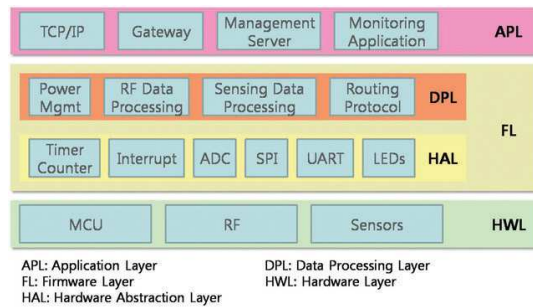 TCP/IP
Gateway
Management
Server
Monitoring
Application
APL
Power
Mgmt
RF Data
Processing
Sensing Data
Processing
Routing
Protocol
DPL
FL
Timer
Counter
Interrupt
ADC
SPI
UART
LEDs
HAL
MCU
RF
Sensors
HWL
APL: Application Layer
DPL: Data Processing Layer
FL: Firmware Layer
HWL: Hardware Layer
HAL: Hardware Abstraction Layer